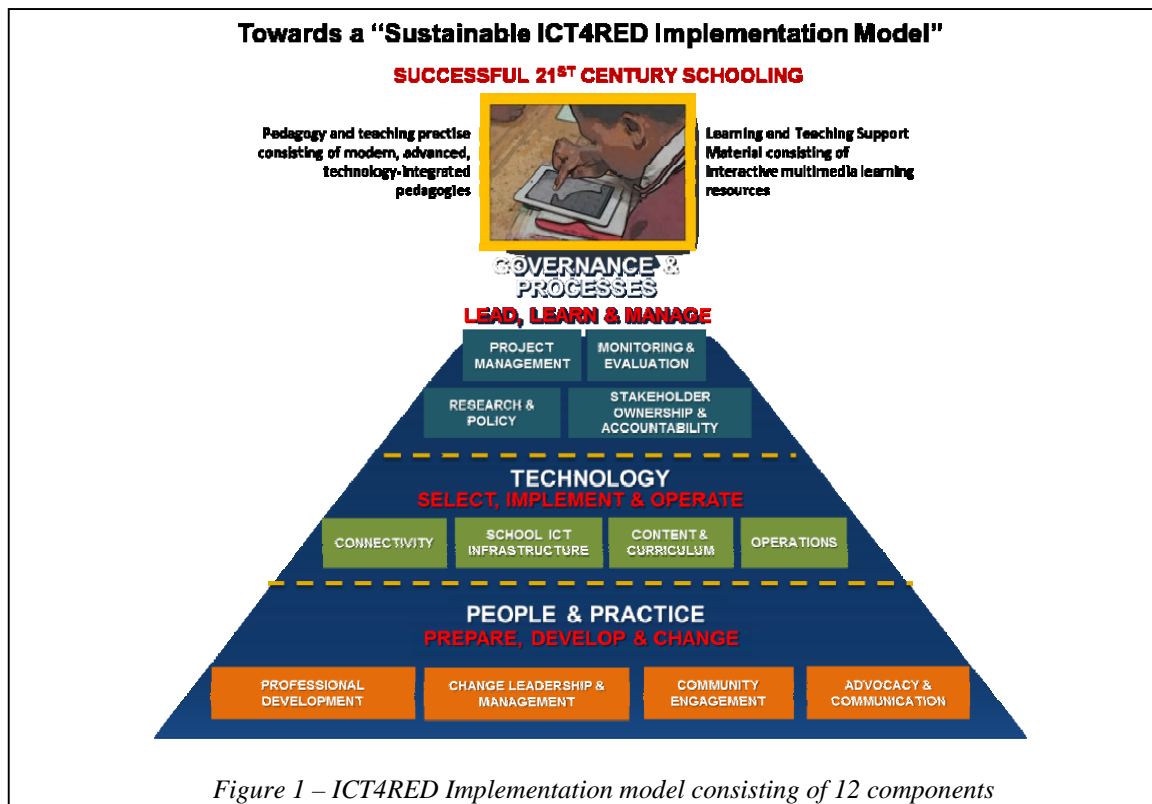 Towards a “Sustainable ICT4RED Implementation Model”
SUCCESSFUL 21ST CENTURY SCHOOLING
Pedagogy and teaching practise
consisting of modern, advanced,
technology-integrated
pedagogies
Learning and Teaching Support
Material consisting of
interactive multimedia learning
resources
GOVERNANCE &
PROCESSES
LEAD, LEARN & MANAGE
PROJECT
MANAGEMENT
MONITORING &
EVALUATION
RESEARCH &
POLICY
STAKEHOLDER
OWNERSHIP &
ACCOUNTABILITY
TECHNOLOGY
SELECT, IMPLEMENT & OPERATE
CONNECTIVITY
SCHOOL ICT
INFRASTRUCTURE
CONTENT &
CURRICULUM
OPERATIONS
PEOPLE & PRACTICE
PREPARE, DEVELOP & CHANGE
PROFESSIONAL
DEVELOPMENT
CHANGE LEADERSHIP &
MANAGEMENT
COMMUNITY
ENGAGEMENT
ADVOCACY &
COMMUNICATION
Figure 1 – ICT4RED Implementation model consisting of 12 components